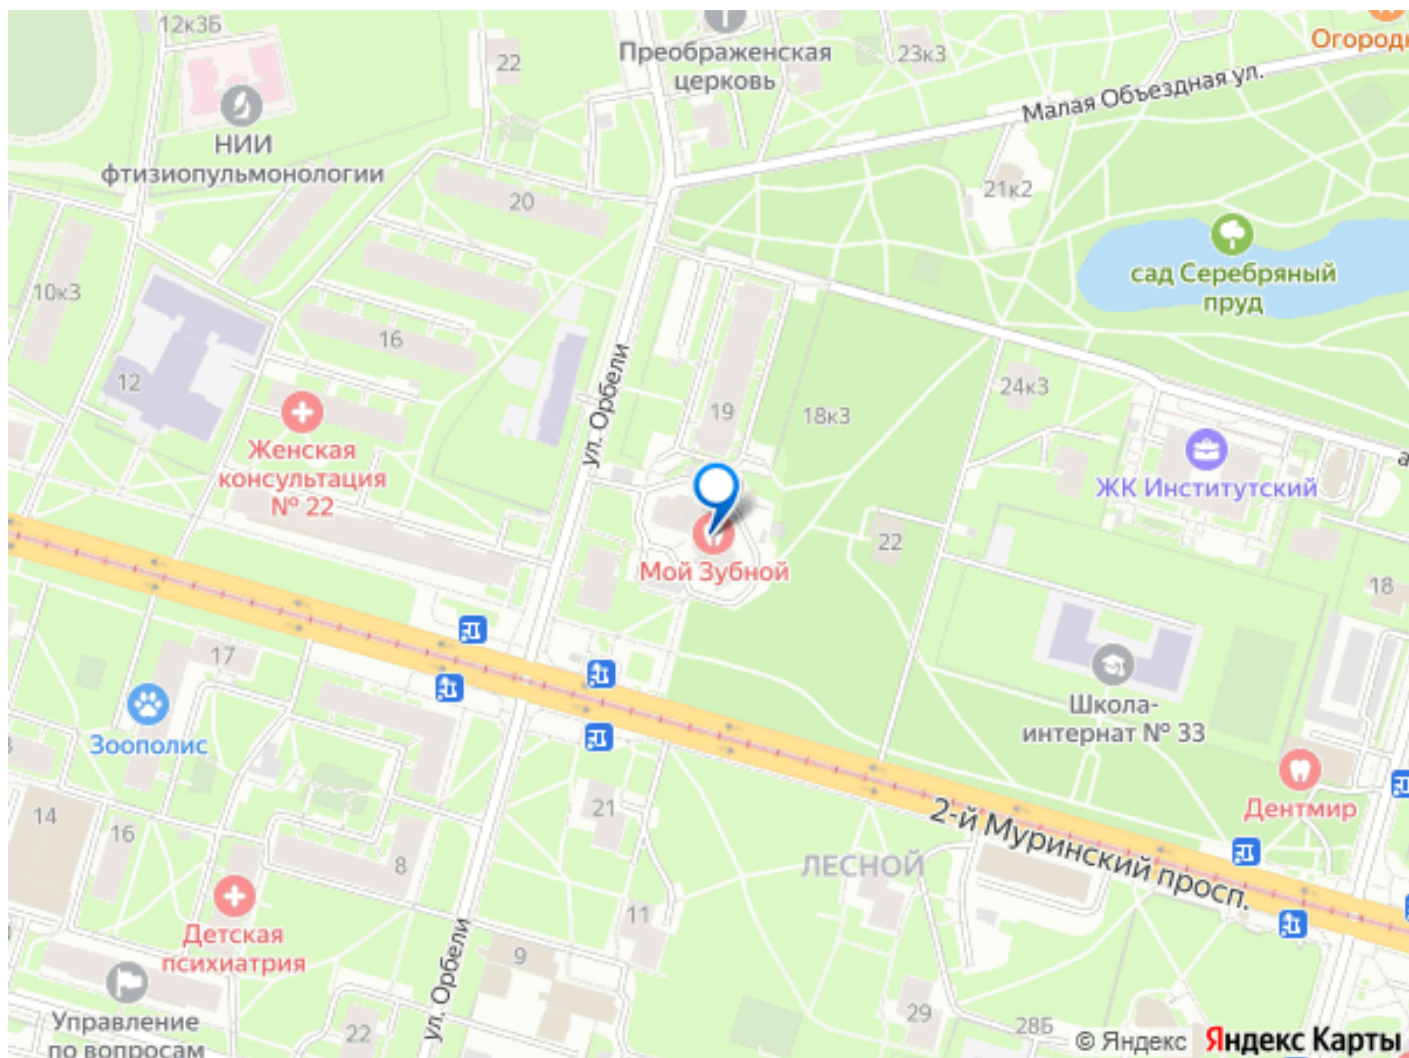 12к3Б
22
Преображенская
церковь
23к3
Малая Объездная ул.
НИИ
фтизиопульмонологии
20
21к2
сад Серебряный
пруд
10к3
16
12
ул. Орбели
19
18к3
24к3
Женская
консультация
№ 22
ЖК Институтский
22
Мой Зубной
18
17
Зоополис
Школа-
интернат № 33
Дентмир
14
16
21
8
2-й Муринский просп.
ЛЕСНОЙ
11
Детская
психиатрия
ул. Орбели
9
Управление
по вопросам
22
29
28Б
© Яндекс Яндекс Карты